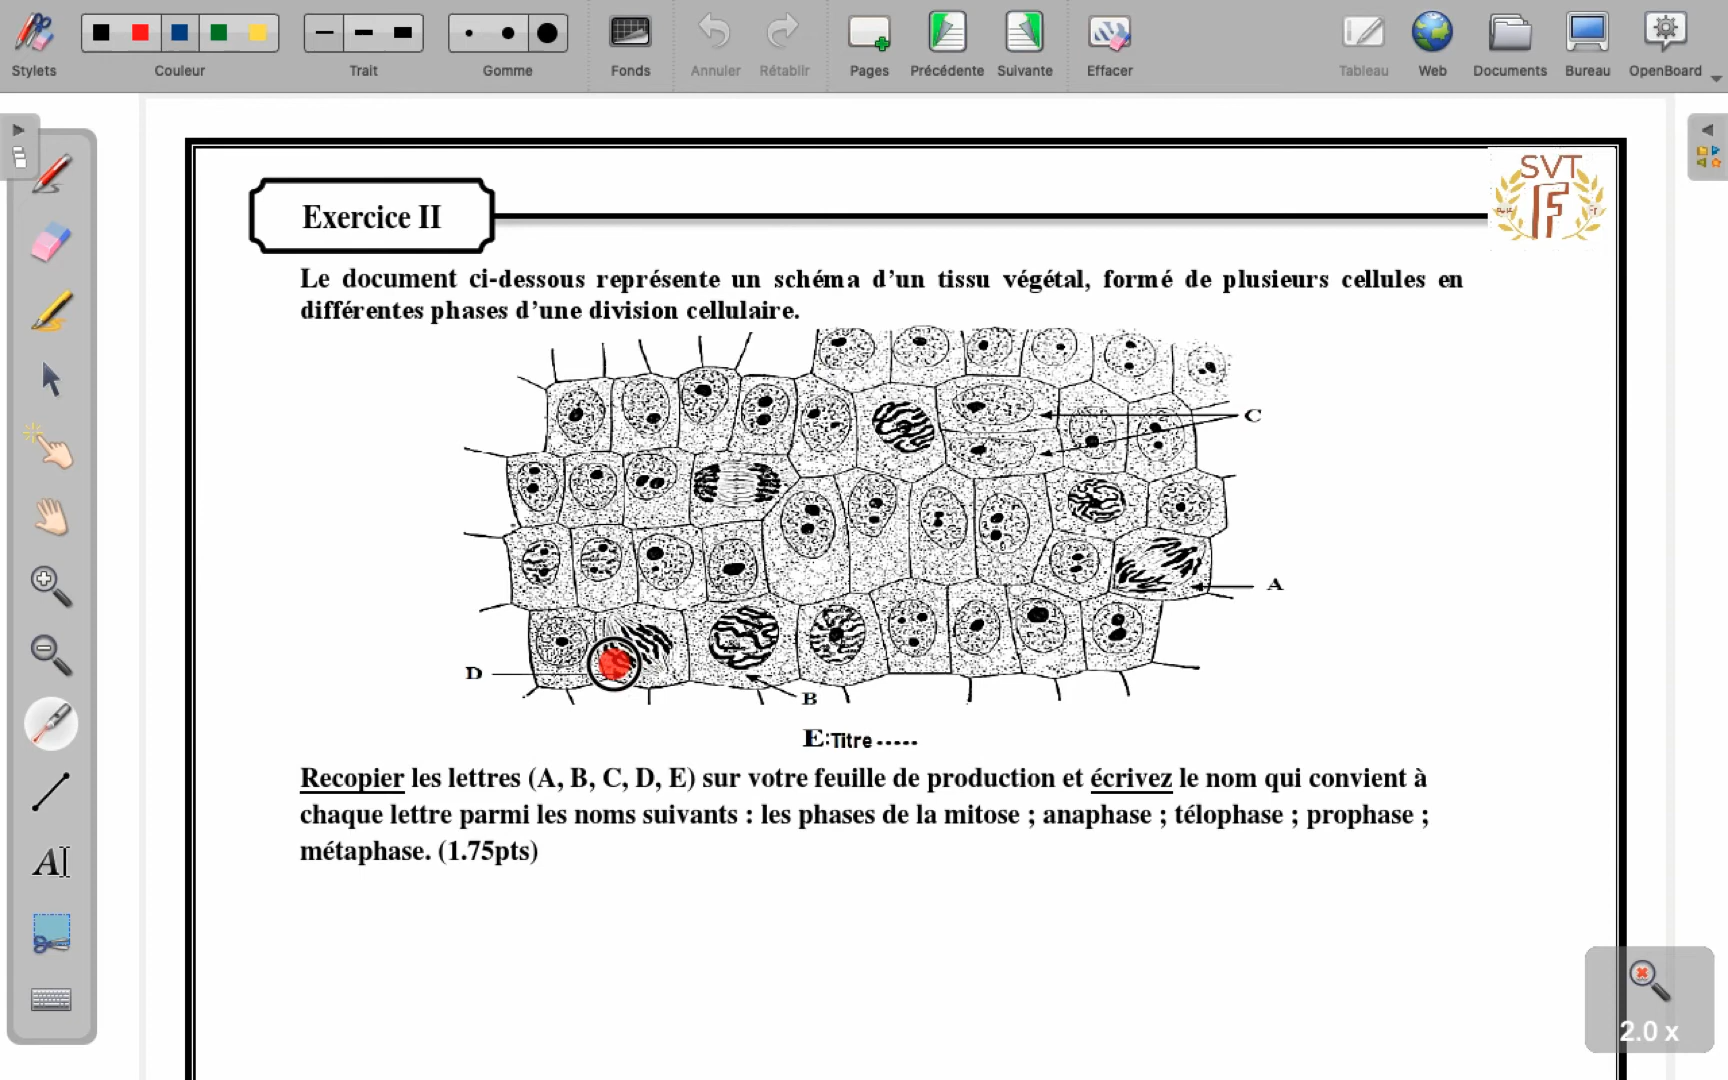 Stylets
Couleur
Trait
Gomme
Fonds
Annuler
Rétablir
Pages
Précédente
Suivante
Effacer
Tableau
Web
Documents
Bureau
OpenBoard
SVT
F
Exercice II
Le document ci-dessous représente un schéma d’un tissu végétal, formé de plusieurs cellules en
différentes phases d’une division cellulaire.
C
A
D
B
E:Titre -----
Recopier les lettres (A, B, C, D, E) sur votre feuille de production et écrivez le nom qui convient à
chaque lettre parmi les noms suivants : les phases de la mitose ; anaphase ; télophase ; prophase ;
métaphase. (1.75pts)
2.0 x